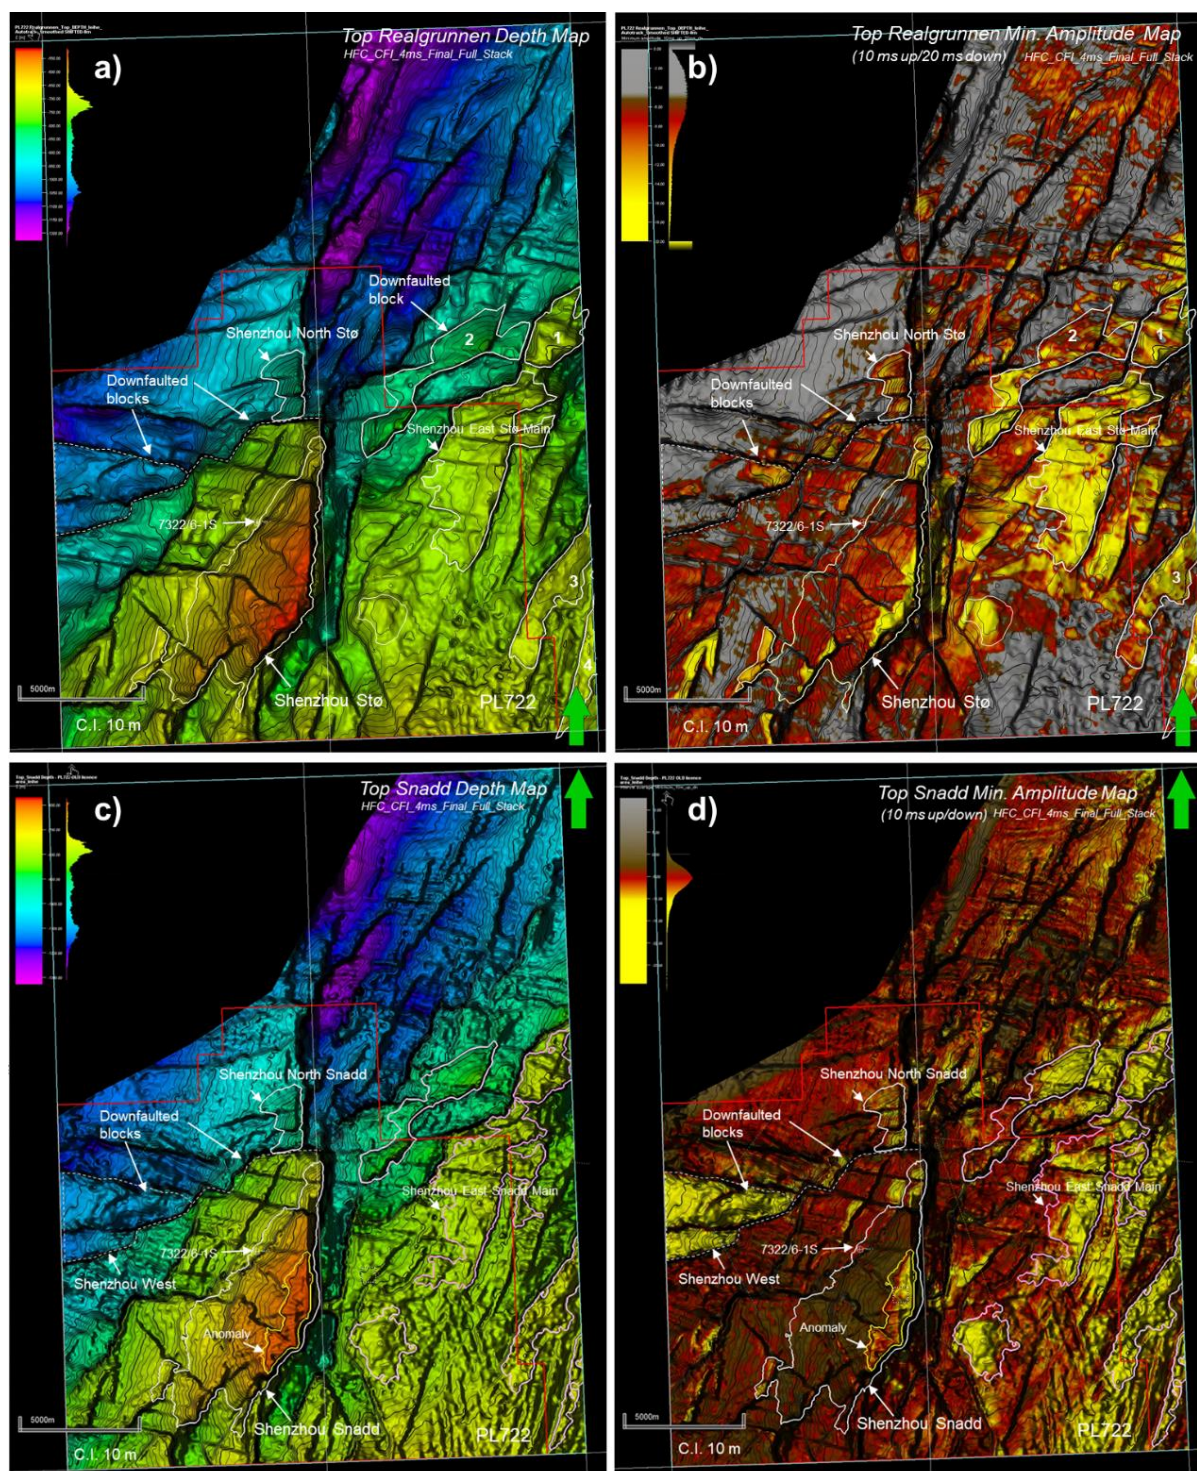 a)
Top Realgrunnen Depth Map
HFC_CFI_4ms_Final_Full_Stack
Downfaulted
block
Shenzhou North Stø
2
1
Downfaulted
blocks
Shenzhou East Stø Main
7322/6-1S
3
4
5000m
Shenzhou Stø
PL722
C.I. 10 m
b)
Top Realgrunnen Min. Amplitude Map
(10 ms up/20 ms down) HFC_CFI_4ms_Final_Full_Stack
2
1
Shenzhou North Stø
Downfaulted
blocks
Shenzhou East Stø Main
7322/6-1S
3
5000m
Shenzhou Stø
PL722
C.I. 10 m
c)
Top Snadd Depth Map
HFC_CFI_4ms_Final_Full_Stack
Shenzhou North Snadd
Downfaulted
blocks
Shenzhou East Snadd Main
7322/6-1S
Shenzhou West
Anomaly
5000m
Shenzhou Snadd
PL722
C.I. 10 m
d)
Top Snadd Min. Amplitude Map
(10 ms up/down) HFC_CFI_4ms_Final_Full_Stack
Shenzhou North Snadd
Downfaulted
blocks
Shenzhou East Snadd Main
7322/6-1S
Shenzhou West
Anomaly
5000m
Shenzhou Snadd
PL722
C.I. 10 m